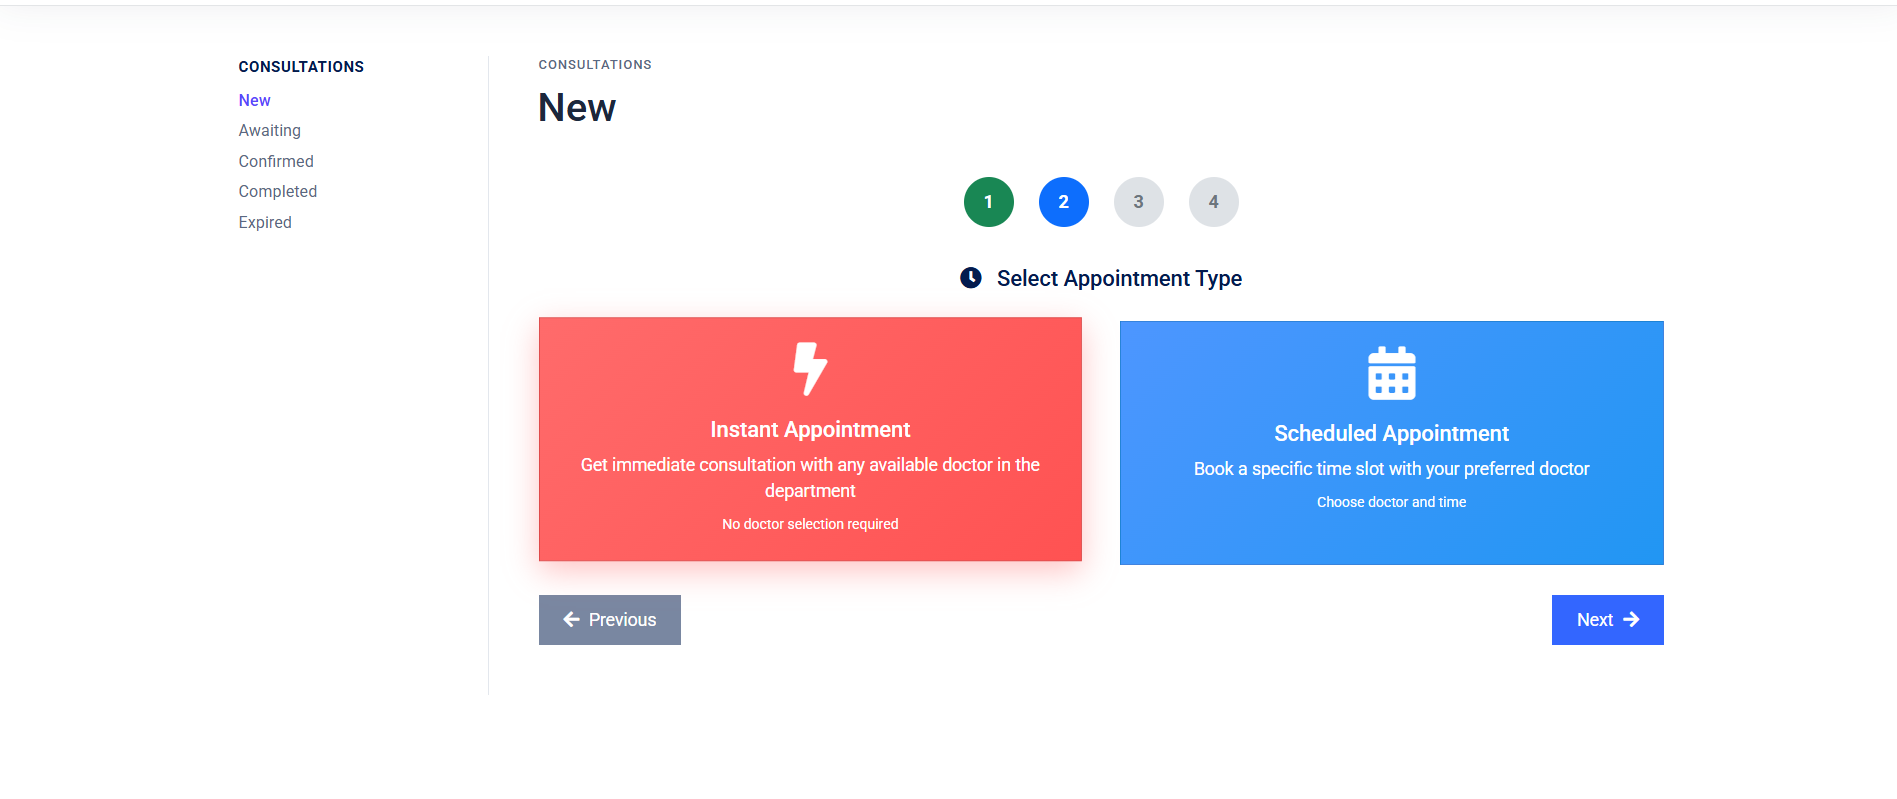 CONSULTATIONS
New
Awaiting
Confirmed
Completed
Expired
CONSULTATIONS
New
1 2 3 4
Select Appointment Type
Instant Appointment
Get immediate consultation with any available doctor in the
department
No doctor selection required
Scheduled Appointment
Book a specific time slot with your preferred doctor
Choose doctor and time
Previous
Next